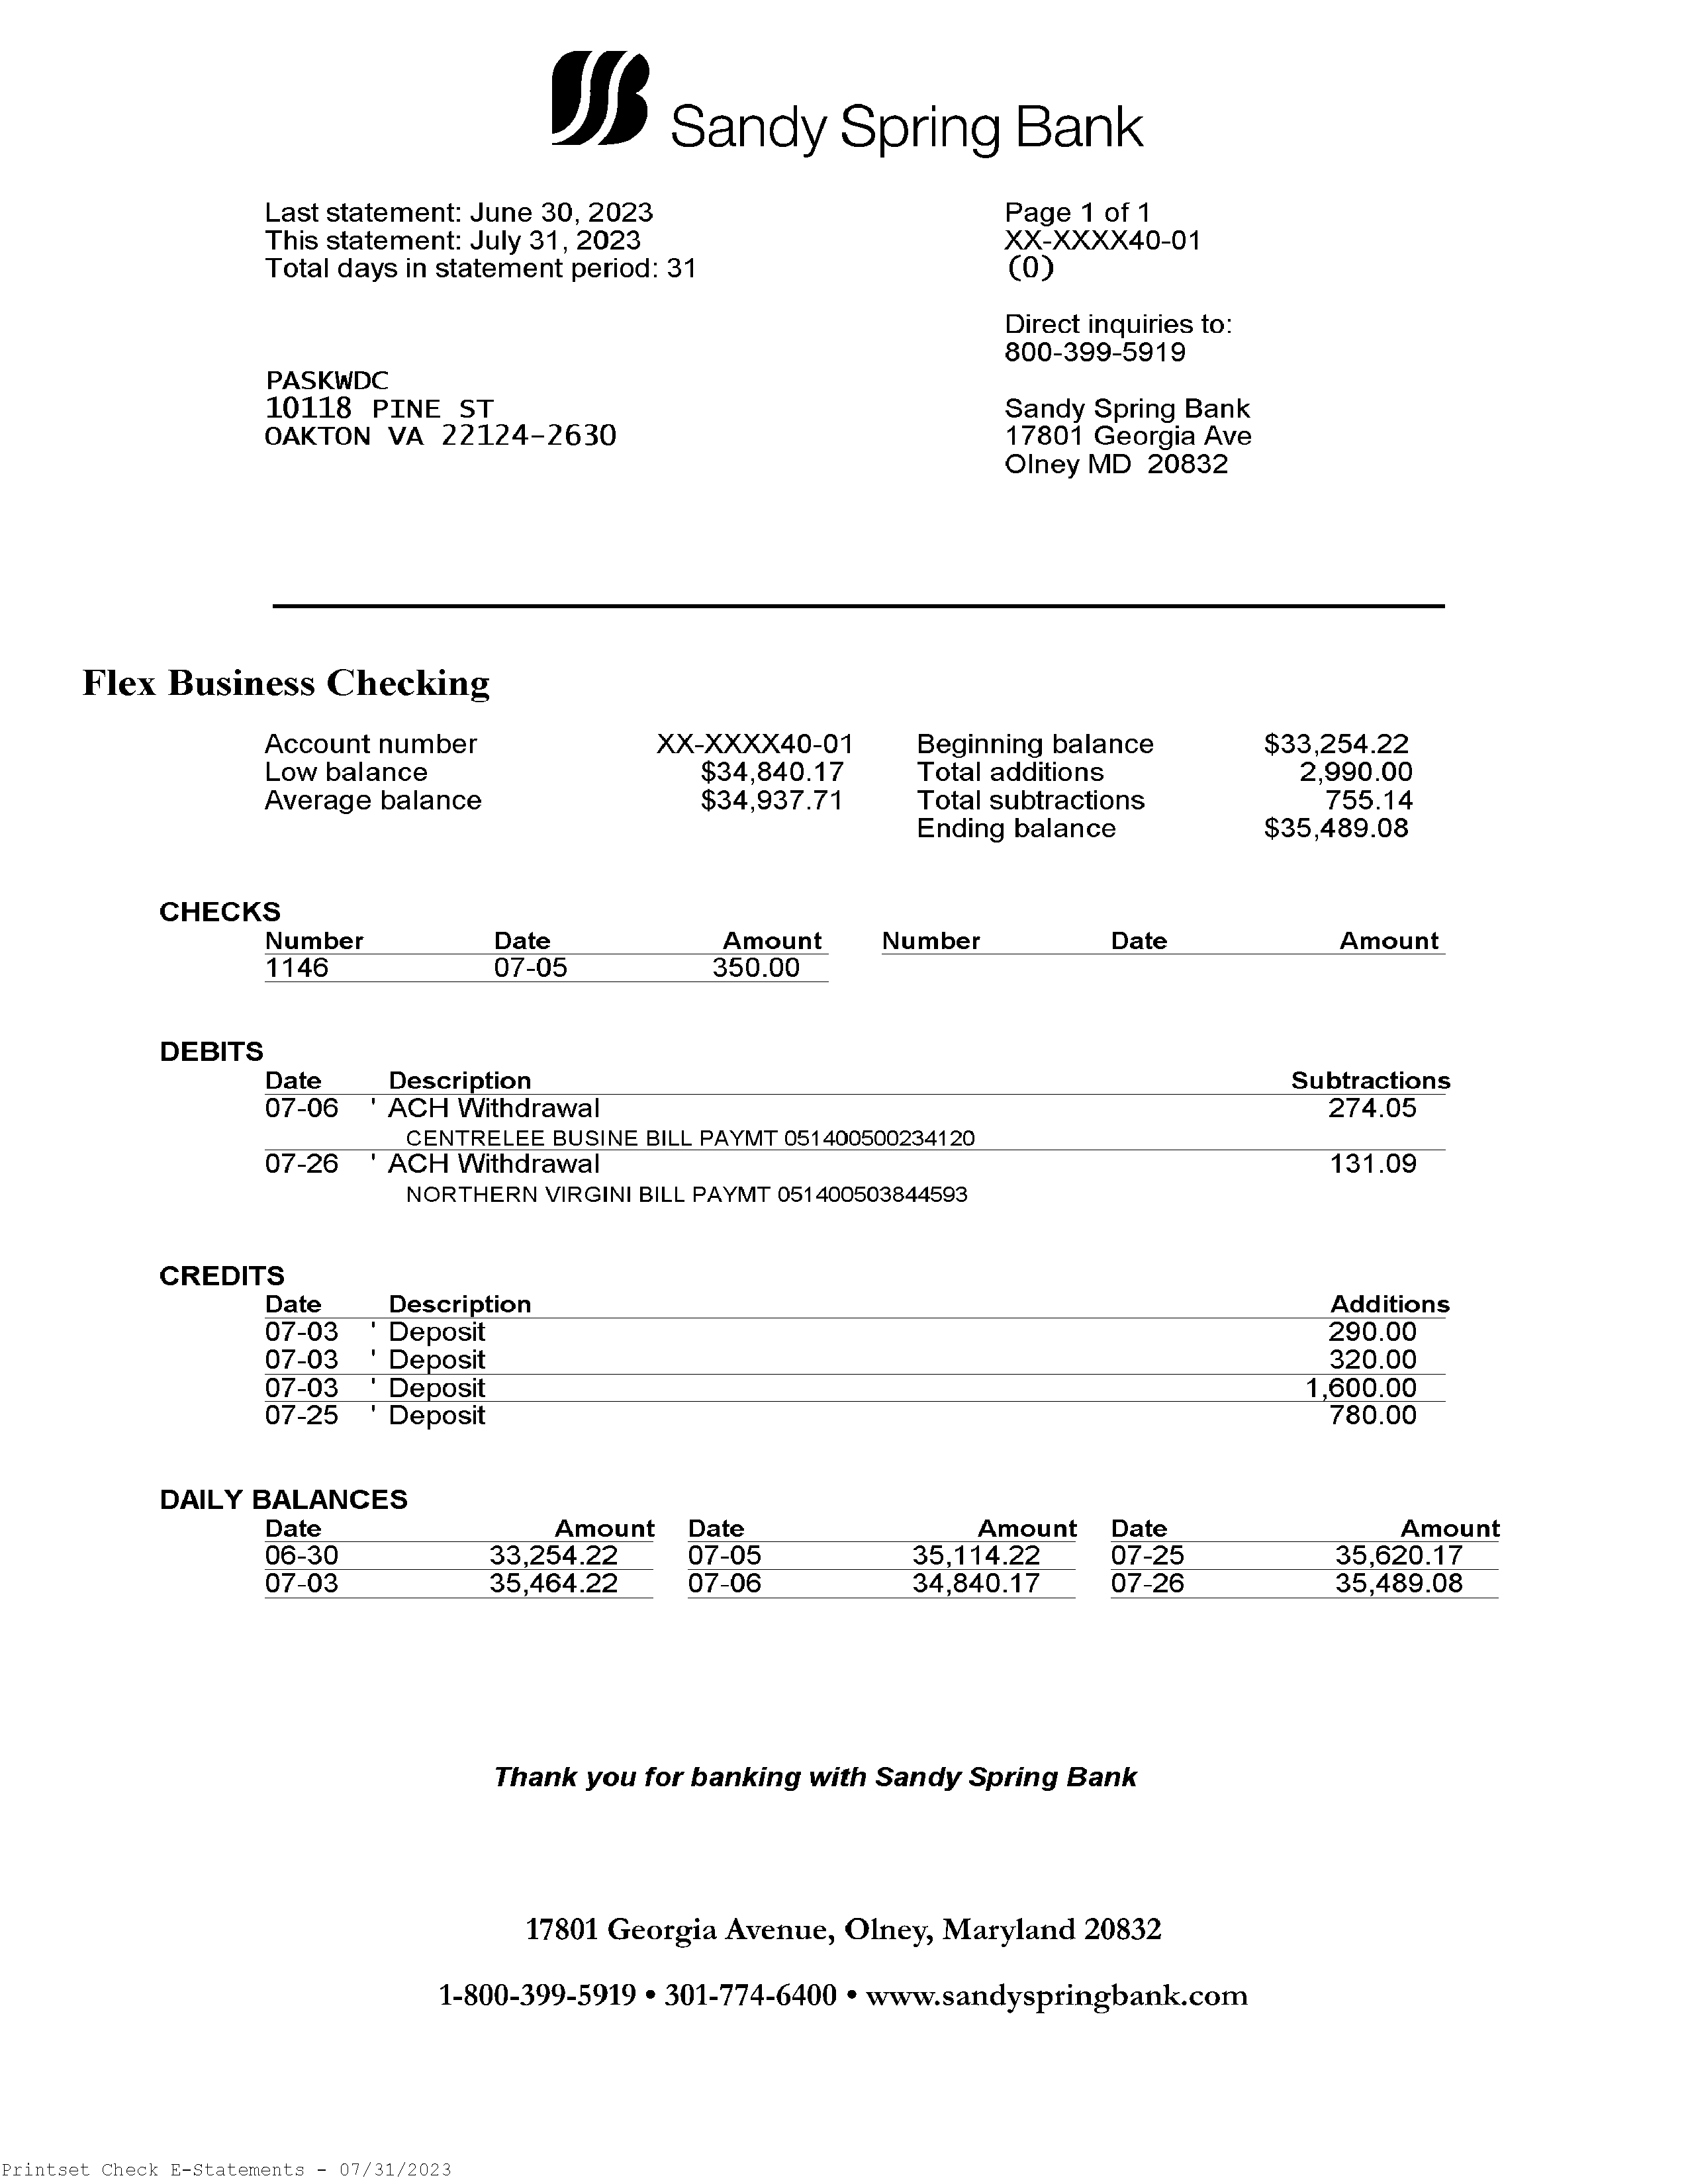 Sandy Spring Bank
Last statement: June 30, 2023
This statement: July 31, 2023
Total days in statement period: 31
Page 1 of 1
XX-XXXX40-01
(0)
Direct inquiries to:
800-399-5919
PASKWDC
10118 PINE ST
OAKTON VA 22124-2630
Sandy Spring Bank
17801 Georgia Ave
Olney MD 20832
Flex Business Checking
Account number XX-XXXX40-01 Beginning balance $33,254.22
Low balance $34,840.17 Total additions 2,990.00
Average balance $34,937.71 Total subtractions 755.14
Ending balance $35,489.08
CHECKS
Number Date Amount Number Date Amount
1146 07-05 350.00
DEBITS
Date Description Subtractions
07-06 ' ACH Withdrawal 274.05
CENTRELEE BUSINE BILL PAYMT 051400500234120
07-26 ' ACH Withdrawal 131.09
NORTHERN VIRGINI BILL PAYMT 051400503844593
CREDITS
Date Description Additions
07-03 ' Deposit 290.00
07-03 ' Deposit 320.00
07-03 ' Deposit 1,600.00
07-25 ' Deposit 780.00
DAILY BALANCES
Date Amount Date Amount Date Amount
06-30 33,254.22 07-05 35,114.22 07-25 35,620.17
07-03 35,464.22 07-06 34,840.17 07-26 35,489.08
Thank you for banking with Sandy Spring Bank
17801 Georgia Avenue, Olney, Maryland 20832
1-800-399-5919 • 301-774-6400 • www.sandyspringbank.com
Printset Check E-Statements - 07/31/2023